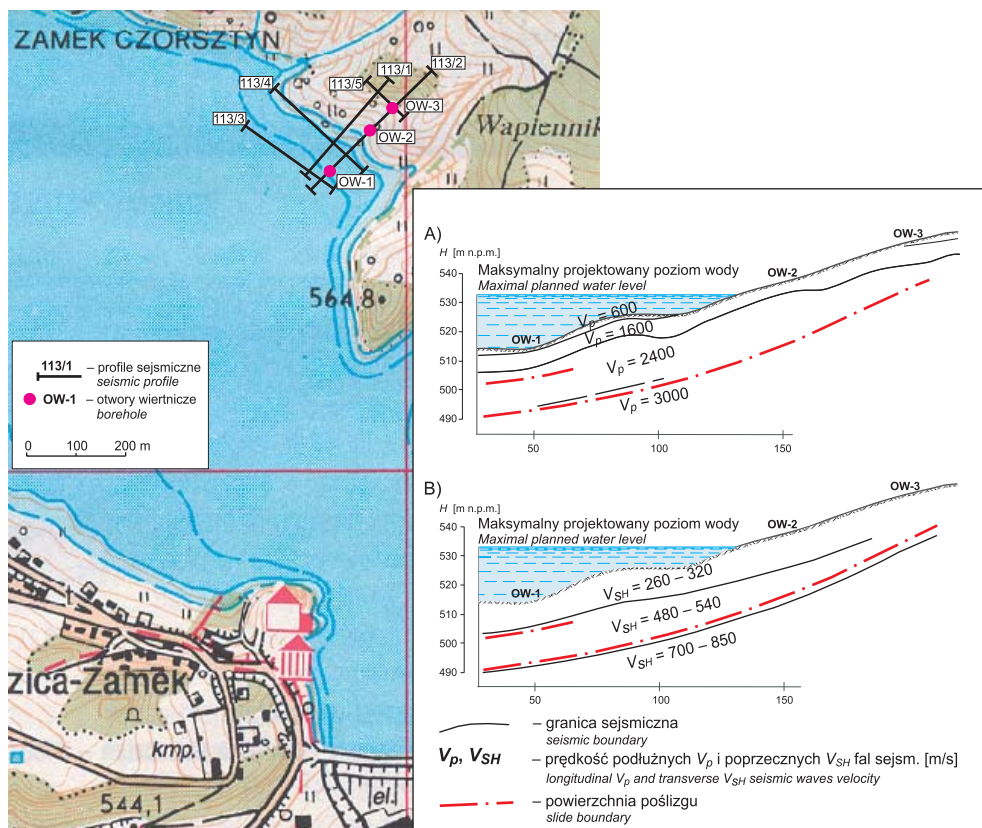 ZAMEK CZORSZTYN
113/1
113/2
113/4
113/5
OW-3
113/3
OW-2
Wapiennik
OW-1
564,8
113/1 – profile sejsmiczne
seismic profile
OW-1 – otwory wiertnicze
borehole
0 100 200 m
zica-Zamek
kmp.
544,1
el.
A)
H [m n.p.m.]
OW-3
540
Maksymalny projektowany poziom wody
Maximal planned water level
OW-2
530
Vp = 600
520
Vp = 1600
OW-1
510
Vp = 2400
500
Vp = 3000
490
50 100 150
B)
H [m n.p.m.]
OW-3
540
Maksymalny projektowany poziom wody
Maximal planned water level
OW-2
530
520
VSH = 260 – 320
OW-1
510
VSH = 480 – 540
500
VSH = 700 – 850
490
50 100 150
– granica sejsmiczna
seismic boundary
Vp, VSH – prędkość podłużnych Vp i poprzecznych VSH fal sejsm. [m/s]
longitudinal Vp and transverse VSH seismic waves velocity
– powierzchnia poślizgu
slide boundary